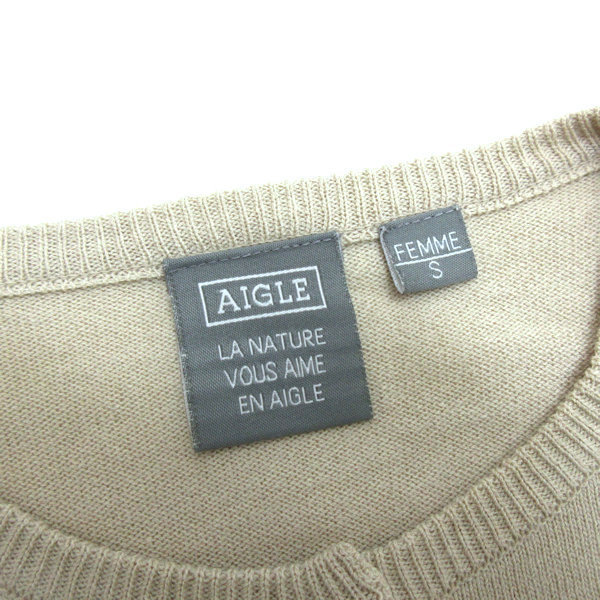 AIGLE
LA NATURE
VOUS AIME
EN AIGLE
FEMME
S